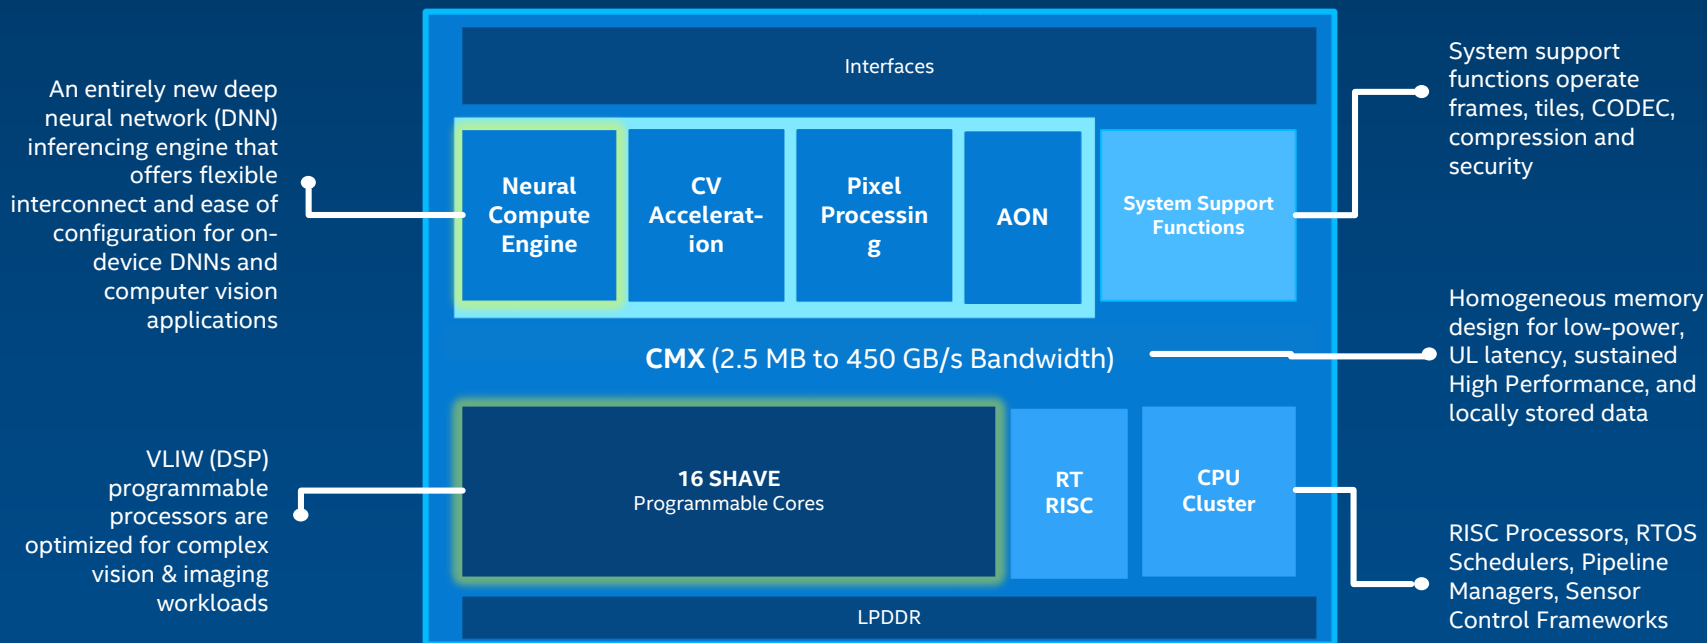 Interfaces
An entirely new deep
neural network (DNN)
inferencing engine that
offers flexible
interconnect and ease of
configuration for on-
device DNNs and
computer vision
applications
Neural
Compute
Engine
CV
Accelerat-
ion
Pixel
Processin
g
AON
System Support
Functions
System support
functions operate
frames, tiles, CODEC,
compression and
security
CMX (2.5 MB to 450 GB/s Bandwidth)
Homogeneous memory
design for low-power,
UL latency, sustained
High Performance, and
locally stored data
VLIW (DSP)
programmable
processors are
optimized for complex
vision & imaging
workloads
16 SHAVE
Programmable Cores
RT
RISC
CPU
Cluster
RISC Processors, RTOS
Schedulers, Pipeline
Managers, Sensor
Control Frameworks
LPDDR